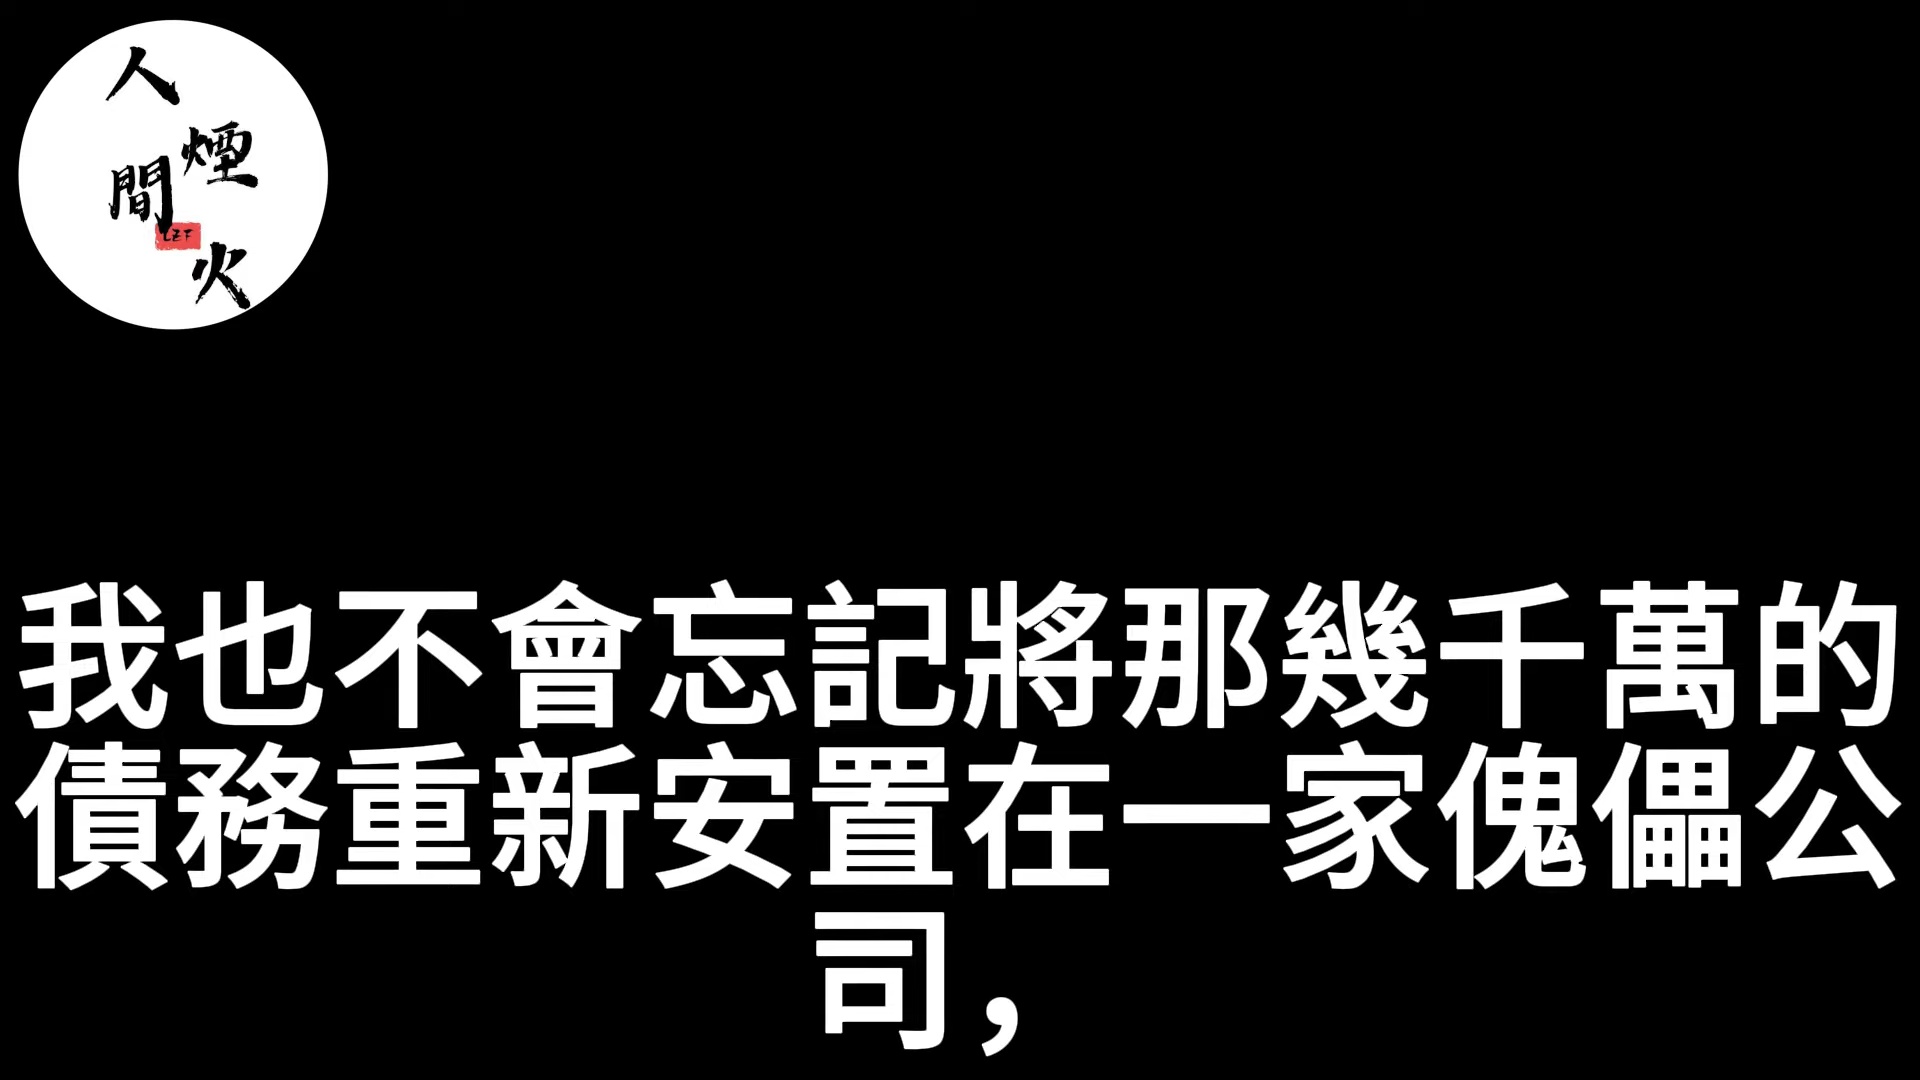 人
煙
間
LZF
火
我也不會忘記將那幾千萬的
債務重新安置在一家傀儡公
司，